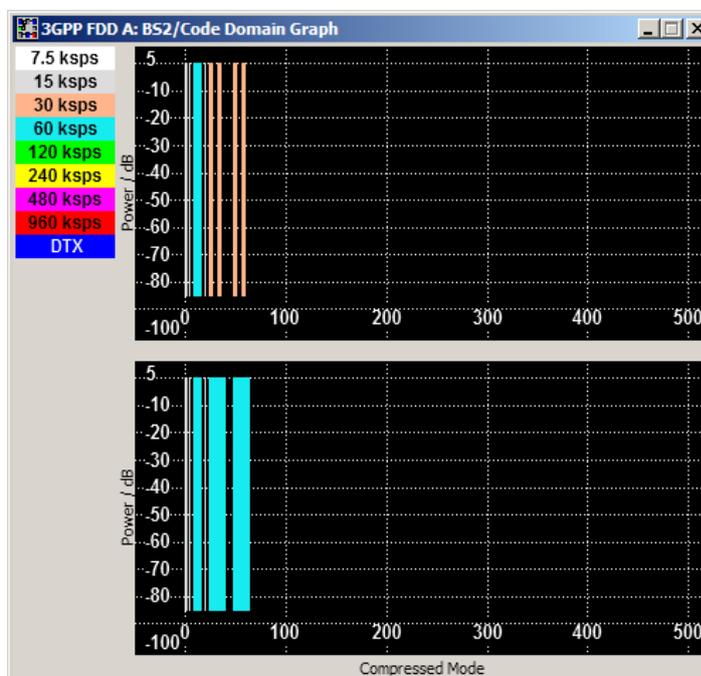 3GPP FDD A: BS2/Code Domain Graph
7.5 ksps
15 ksps
30 ksps
60 ksps
120 ksps
240 ksps
480 ksps
960 ksps
DTX
Power / dB
5
-10
-20
-30
-40
-50
-60
-70
-80
-100
0 100 200 300 400 500
Power / dB
5
-10
-20
-30
-40
-50
-60
-70
-80
-100
0 100 200 300 400 500
Compressed Mode